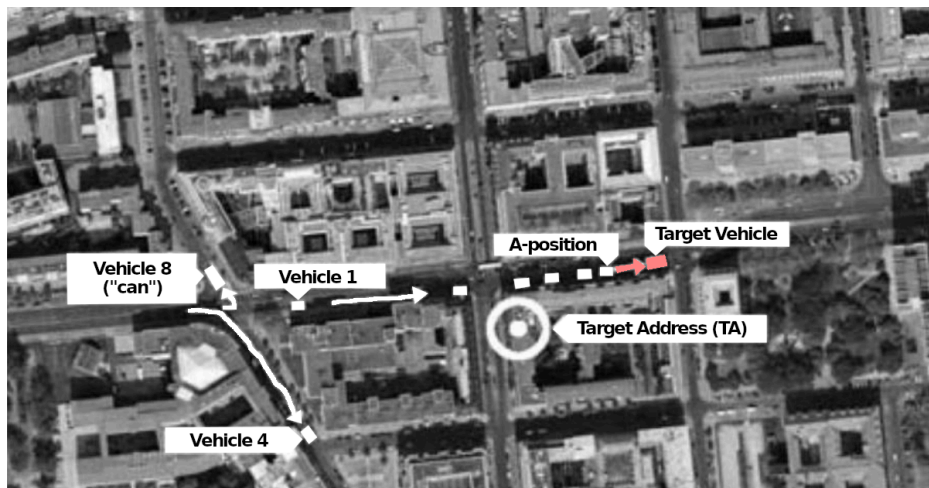 Target Vehicle
A-position
Vehicle 8
("can")
Vehicle 1
Target Address (TA)
Vehicle 4